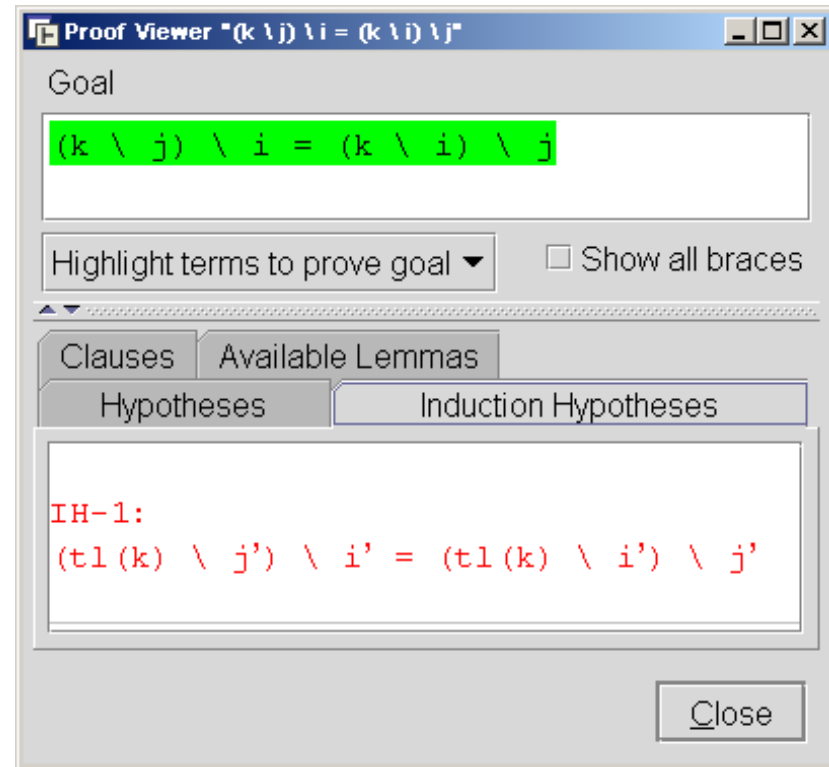 Proof Viewer "(k \ j) \ i = (k \ i) \ j"
Goal
(k \ j) \ i = (k \ i) \ j
Highlight terms to prove goal
Show all braces
Clauses
Available Lemmas
Hypotheses
Induction Hypotheses
IH-1:
(tl(k) \ j’) \ i’ = (tl(k) \ i’) \ j’
Close